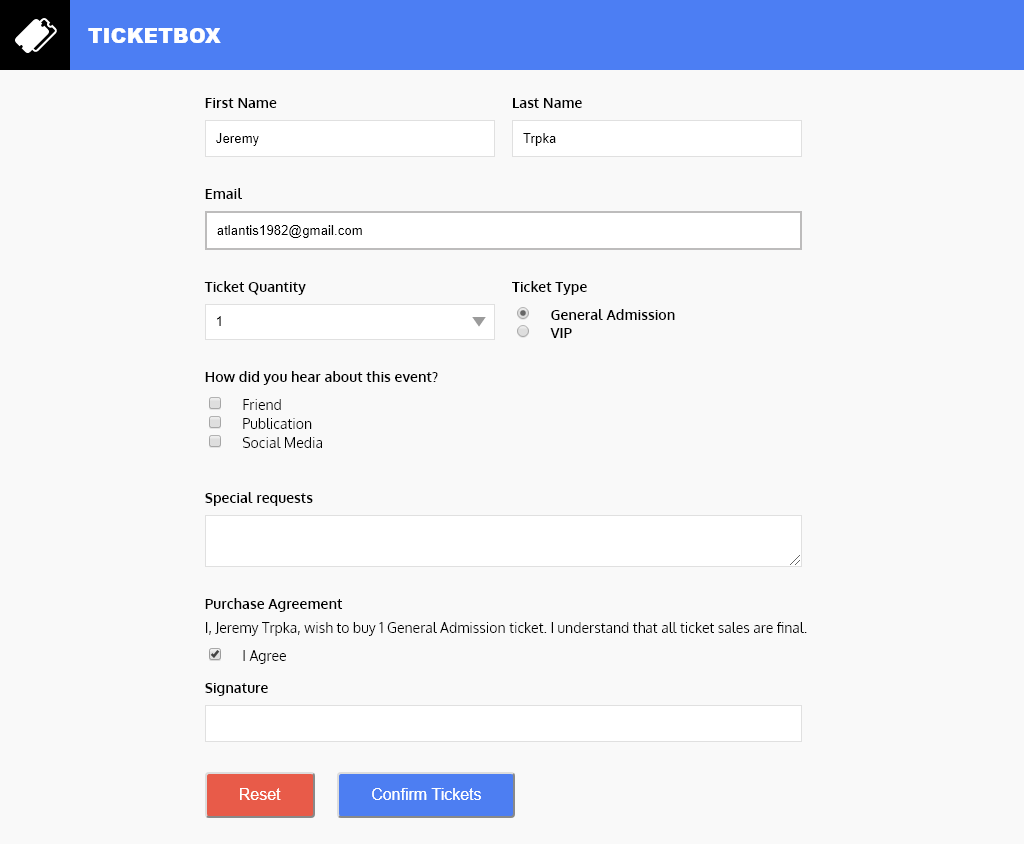 TICKETBOX
First Name
Last Name
Jeremy
Trpka
Email
atlantis1982@gmail.com
Ticket Quantity
Ticket Type
1
General Admission
VIP
How did you hear about this event?
Friend
Publication
Social Media
Special requests
Purchase Agreement
I, Jeremy Trpka, wish to buy 1 General Admission ticket. I understand that all ticket sales are final.
I Agree
Signature
Reset
Confirm Tickets